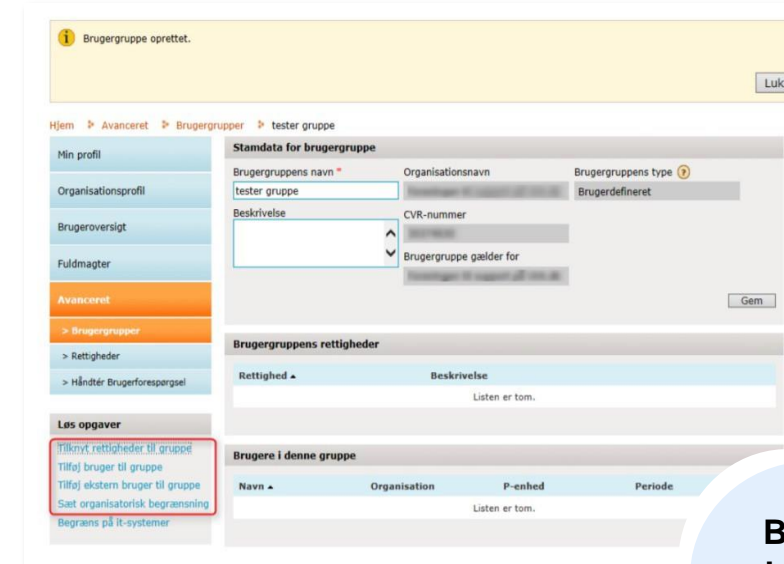 Brugergruppe oprettet.
Luk
Hjem Avanceret Brugergrupper tester gruppe
Min profil
Organisationsprofil
Brugeroversigt
Fuldmagter
Avanceret
> Brugergrupper
> Rettigheder
> Håndtér Brugerforespørgsel
Løs opgaver
Tilknyt rettigheder til gruppe
Tilføj bruger til gruppe
Tilføj ekstern bruger til gruppe
Sæt organisatorisk begrænsning
Begræns på it-systemer
Stamdata for brugergruppe
Brugergruppens navn *
tester gruppe
Beskrivelse
Organisationsnavn
CVR-nummer
Brugergruppe gælder for
Brugergruppens type ?
Brugerdefineret
Gem
Brugergruppens rettigheder
Rettighed Beskrivelse
Listen er tom.
Brugere i denne gruppe
Navn Organisation P-enhed Periode
Listen er tom.
B